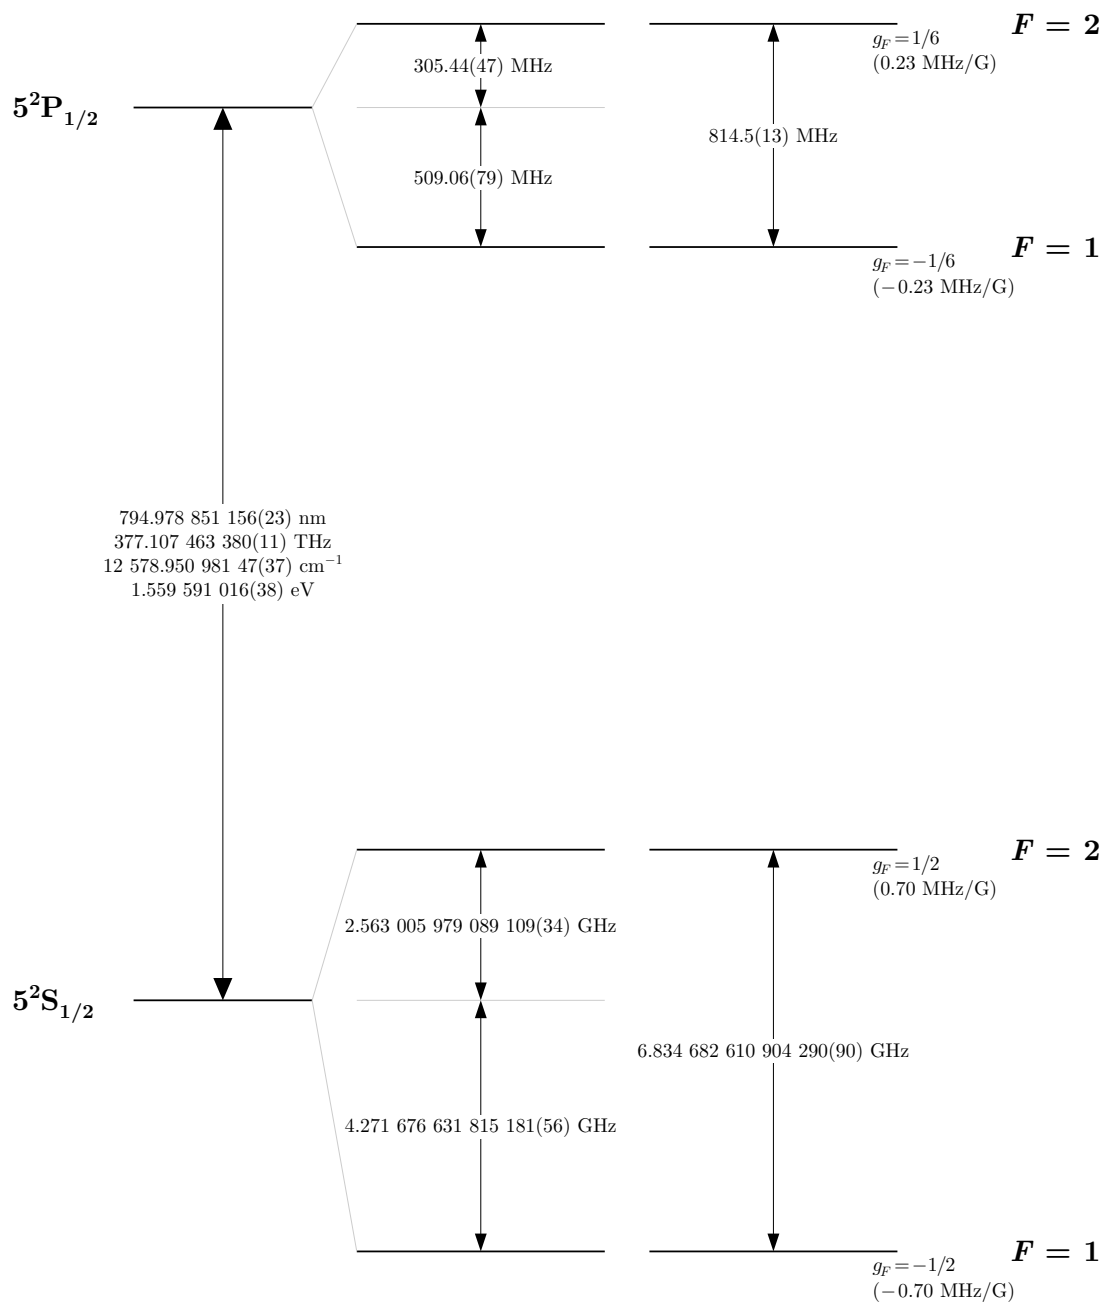 F = 2
g_F = 1/6
(0.23 MHz/G)
305.44(47) MHz
5²P₁/₂
814.5(13) MHz
509.06(79) MHz
F = 1
g_F = −1/6
(−0.23 MHz/G)
794.978 851 156(23) nm
377.107 463 380(11) THz
12 578.950 981 47(37) cm⁻¹
1.559 591 016(38) eV
F = 2
g_F = 1/2
(0.70 MHz/G)
2.563 005 979 089 109(34) GHz
5²S₁/₂
6.834 682 610 904 290(90) GHz
4.271 676 631 815 181(56) GHz
F = 1
g_F = −1/2
(−0.70 MHz/G)